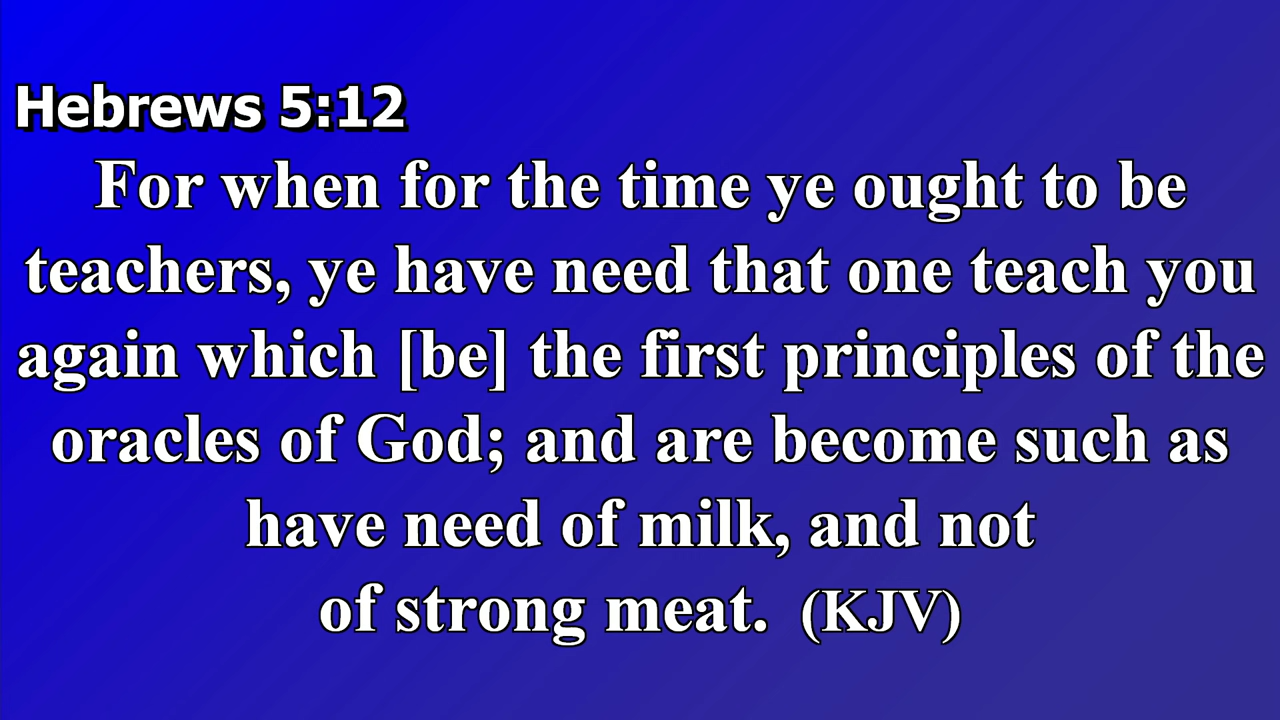 Hebrews 5:12
For when for the time ye ought to be
teachers, ye have need that one teach you
again which [be] the first principles of the
oracles of God; and are become such as
have need of milk, and not
of strong meat. (KJV)